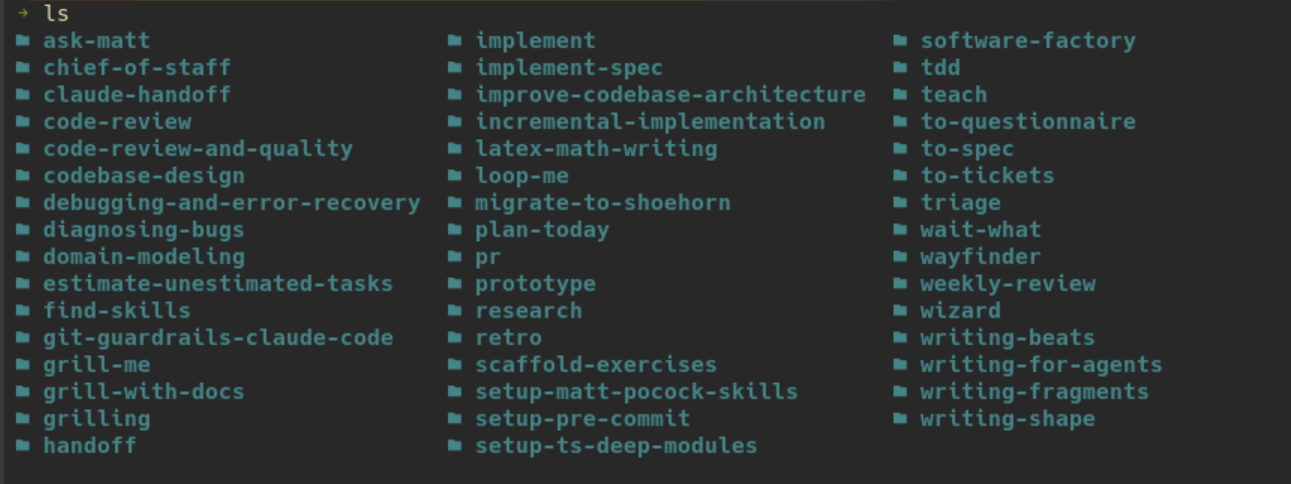 → ls
ask-matt implement software-factory
chief-of-staff implement-spec tdd
claude-handoff improve-codebase-architecture teach
code-review incremental-implementation to-questionnaire
code-review-and-quality latex-math-writing to-spec
codebase-design loop-me to-tickets
debugging-and-error-recovery migrate-to-shoehorn triage
diagnosing-bugs plan-today wait-what
domain-modeling pr wayfinder
estimate-unestimated-tasks prototype weekly-review
find-skills research wizard
git-guardrails-claude-code retro writing-beats
grill-me scaffold-exercises writing-for-agents
grill-with-docs setup-matt-pocock-skills writing-fragments
grilling setup-pre-commit writing-shape
handoff setup-ts-deep-modules